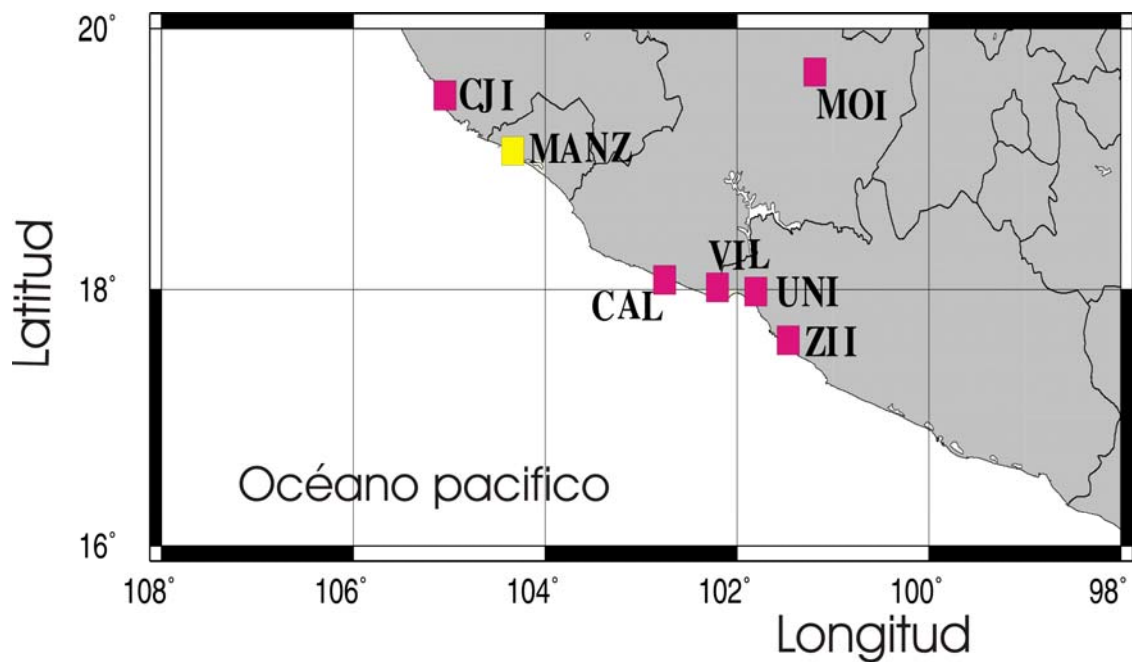 20°
CJI
MOI
MANZ
Latitud
VIL
18°
UNI
CAL
ZII
Océano pacifico
16°
108°
106°
104°
102°
100°
98°
Longitud